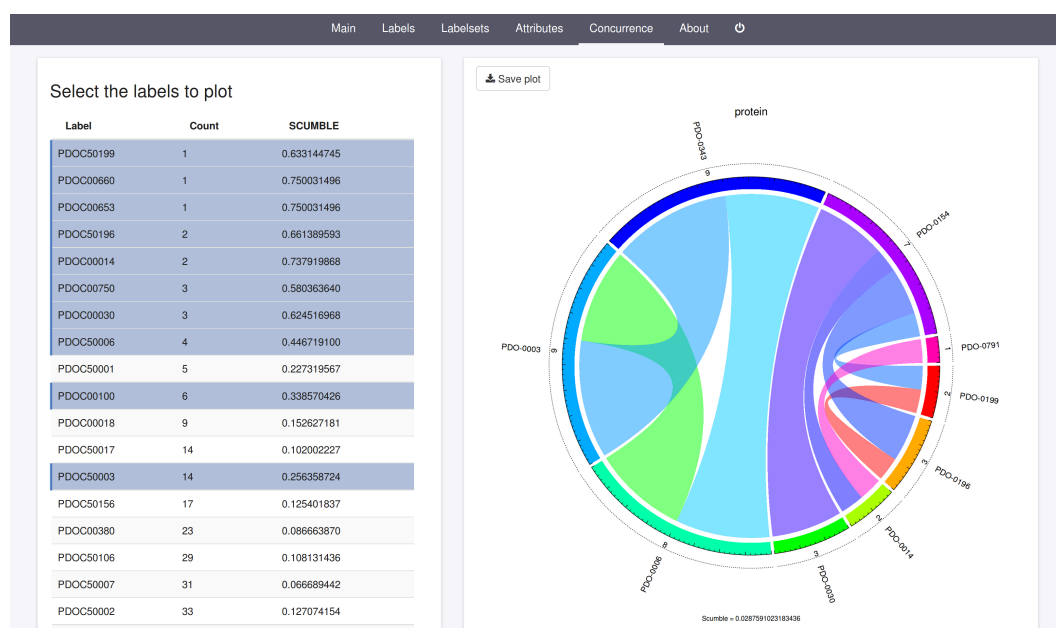 Main Labels Labelsets Attributes Concurrence About
Select the labels to plot
Label Count SCUMBLE
PDOC50199 1 0.633144745
PDOC00660 1 0.750031496
PDOC00653 1 0.750031496
PDOC50196 2 0.661389593
PDOC00014 2 0.737919868
PDOC00750 3 0.580363640
PDOC00030 3 0.624516968
PDOC50006 4 0.446719100
PDOC50001 5 0.227319567
PDOC00100 6 0.338570426
PDOC00018 9 0.152627181
PDOC50017 14 0.102002227
PDOC50003 14 0.256358724
PDOC50156 17 0.125401837
PDOC00380 23 0.086663870
PDOC50106 29 0.108131436
PDOC50007 31 0.066689442
PDOC50002 33 0.127074154
Save plot
protein
PDO-0343
9
PDO-0154
7
PDO-0791
1
PDO-0199
2
PDO-0196
3
PDO-0014
2
PDO-0030
3
PDO-0006
8
PDO-0003
9
Scumble = 0.0287591023183436